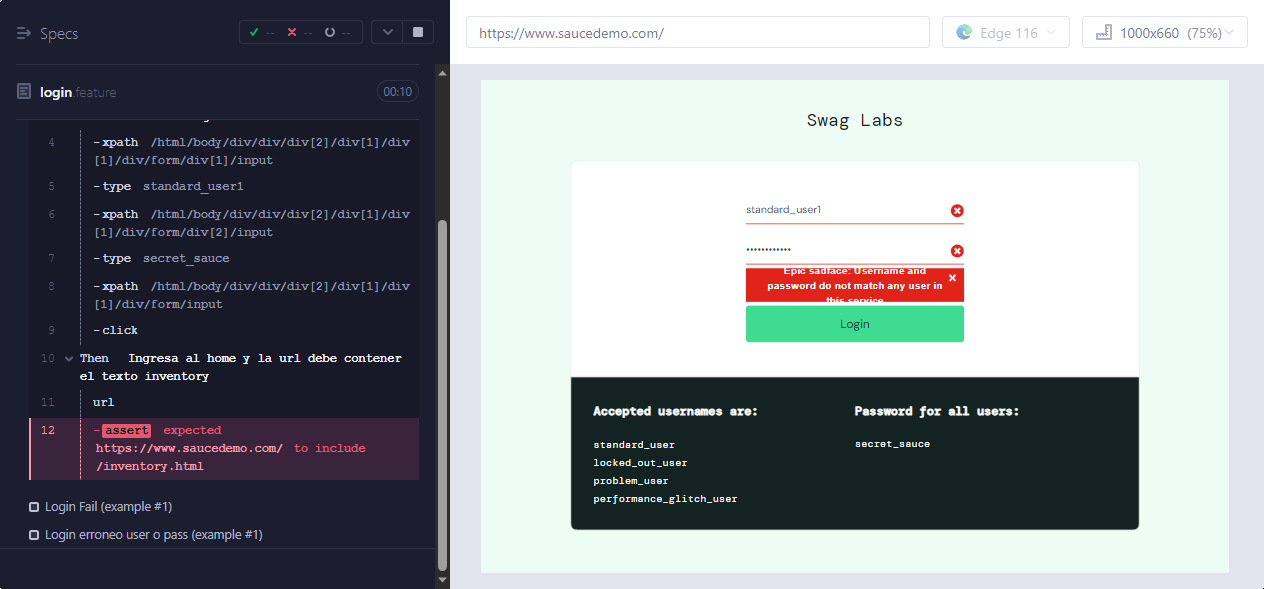 Specs
-- -- --
login.feature
00:10
4 -xpath /html/body/div/div/div[2]/div[1]/div
[1]/div/form/div[1]/input
5 -type standard_user1
6 -xpath /html/body/div/div/div[2]/div[1]/div
[1]/div/form/div[2]/input
7 -type secret_sauce
8 -xpath /html/body/div/div/div[2]/div[1]/div
[1]/div/form/input
9 -click
10 Then Ingresa al home y la url debe contener
el texto inventory
11 url
12 -assert expected
https://www.saucedemo.com/ to include
/inventory.html
Login Fail (example #1)
Login erroneo user o pass (example #1)
https://www.saucedemo.com/
Edge 116
1000x660 (75%)
Swag Labs
standard_user1
••••••••••••
Epic sadface: Username and
password do not match any user in
this service
Login
Accepted usernames are:
standard_user
locked_out_user
problem_user
performance_glitch_user
Password for all users:
secret_sauce